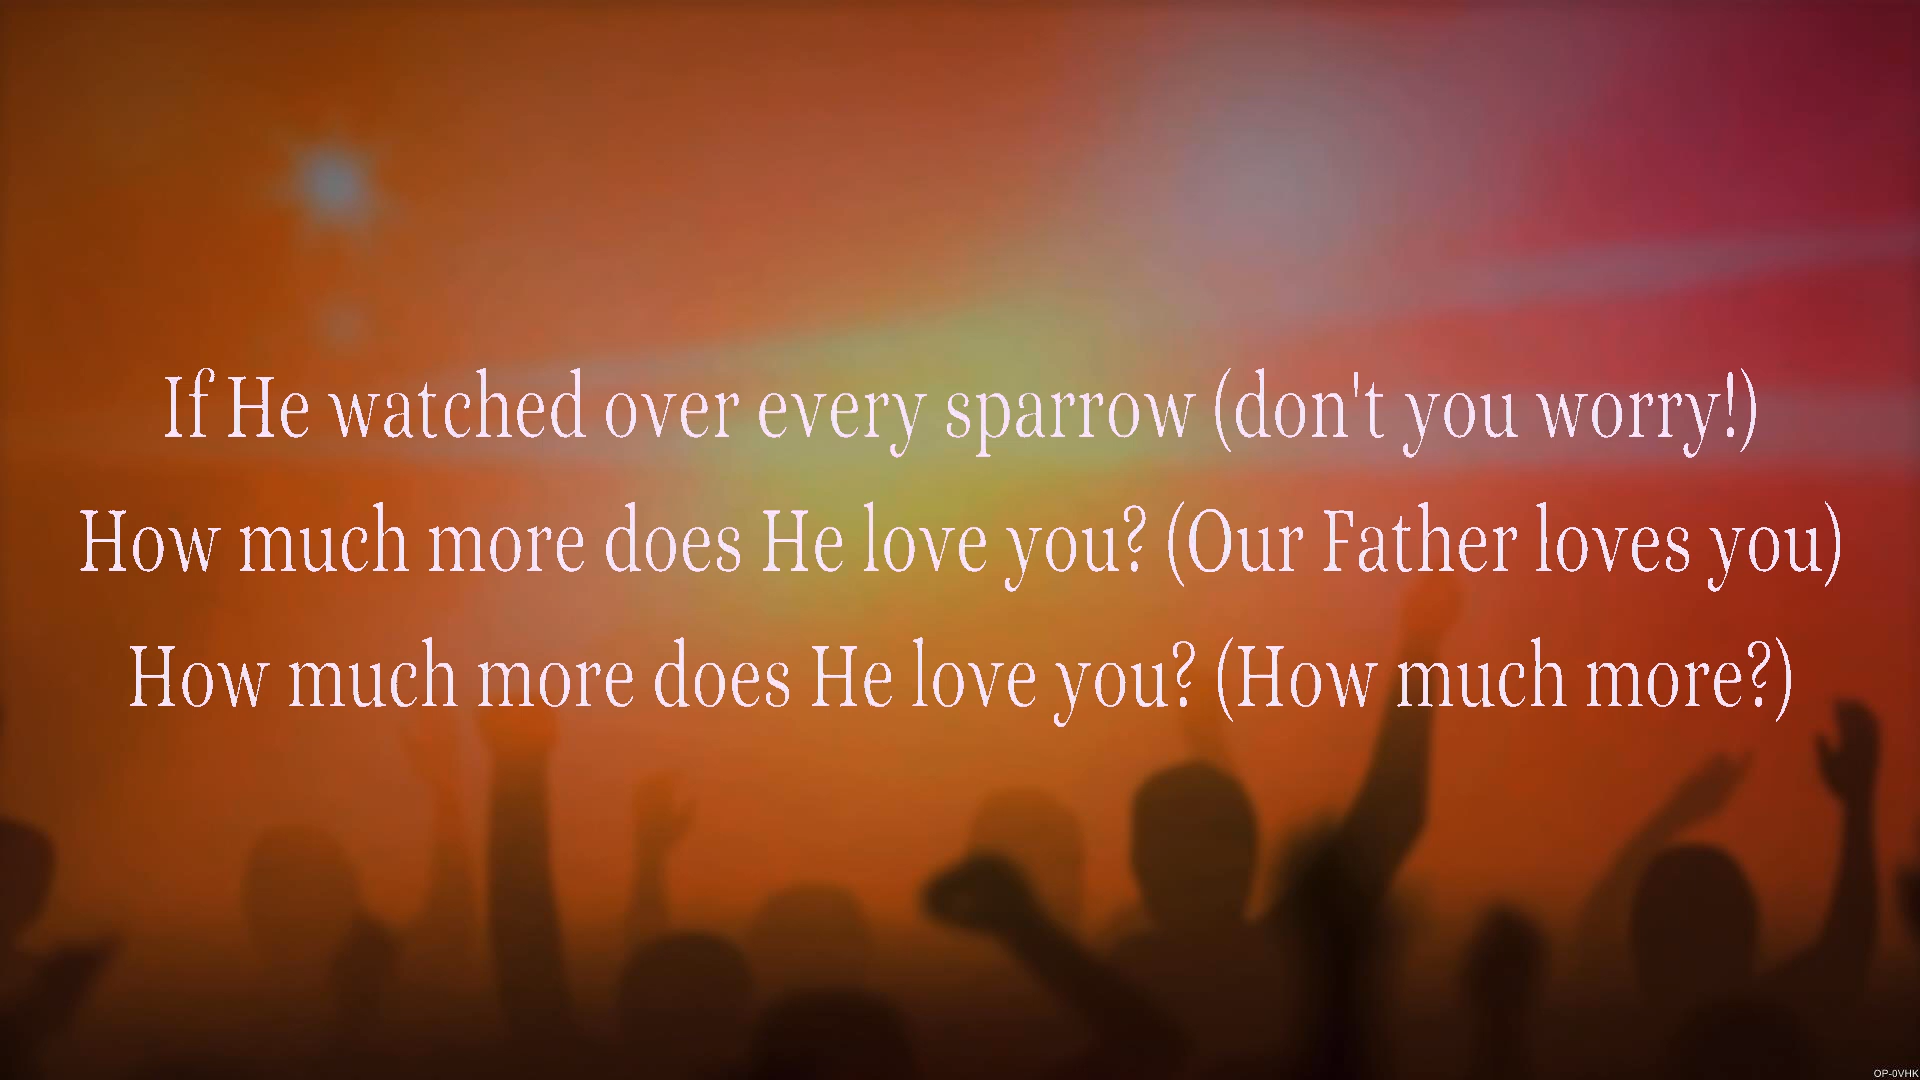 If He watched over every sparrow (don't you worry!)
How much more does He love you? (Our Father loves you)
How much more does He love you? (How much more?)
OP-0VHK